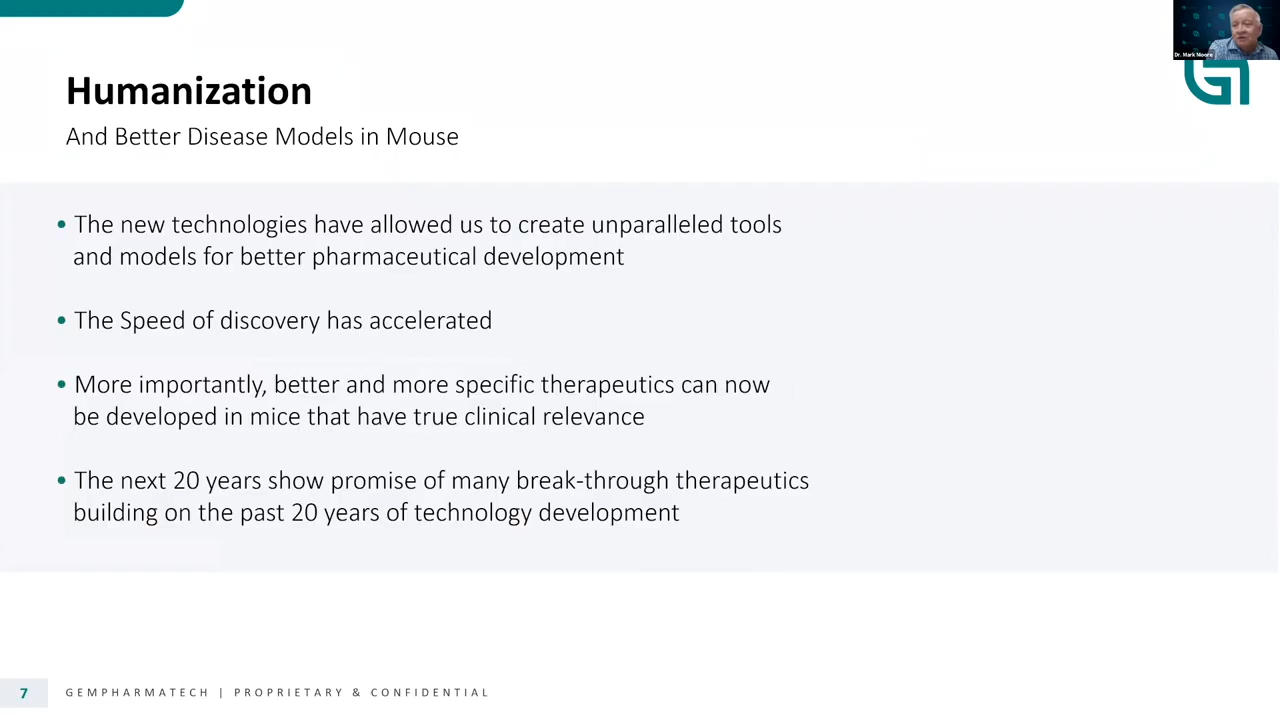 Dr. Mark Moore
Humanization
And Better Disease Models in Mouse
• The new technologies have allowed us to create unparalleled tools
and models for better pharmaceutical development
• The Speed of discovery has accelerated
• More importantly, better and more specific therapeutics can now
be developed in mice that have true clinical relevance
• The next 20 years show promise of many break-through therapeutics
building on the past 20 years of technology development
7
GEMPHARMATECH | PROPRIETARY & CONFIDENTIAL